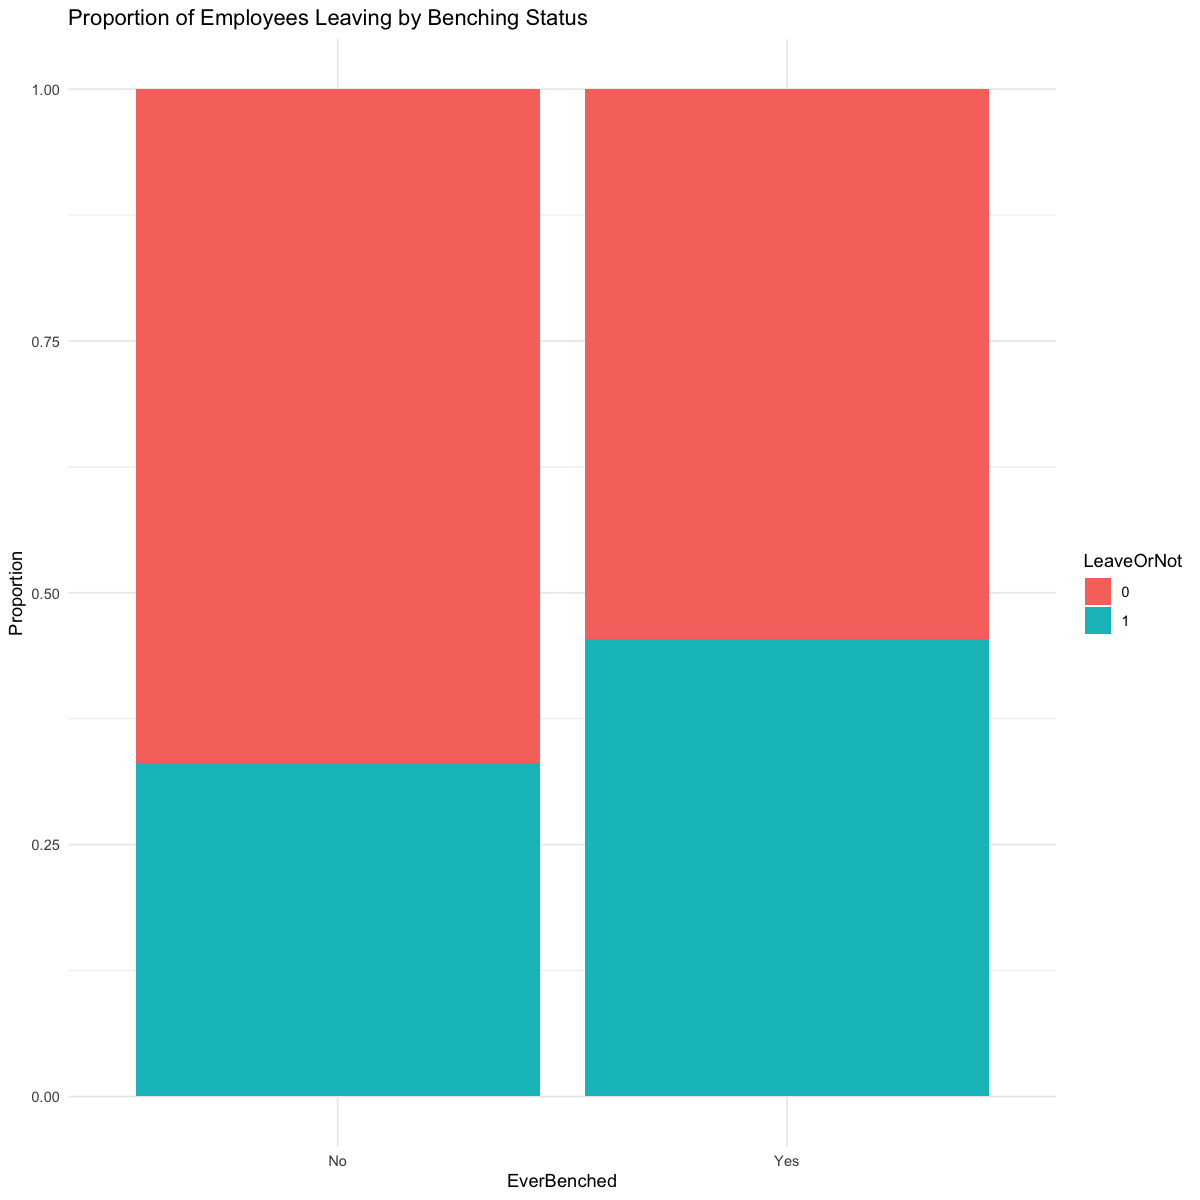 Proportion of Employees Leaving by Benching Status
1.00
0.75
0.50
0.25
0.00
Proportion
No
Yes
EverBenched
LeaveOrNot
0
1